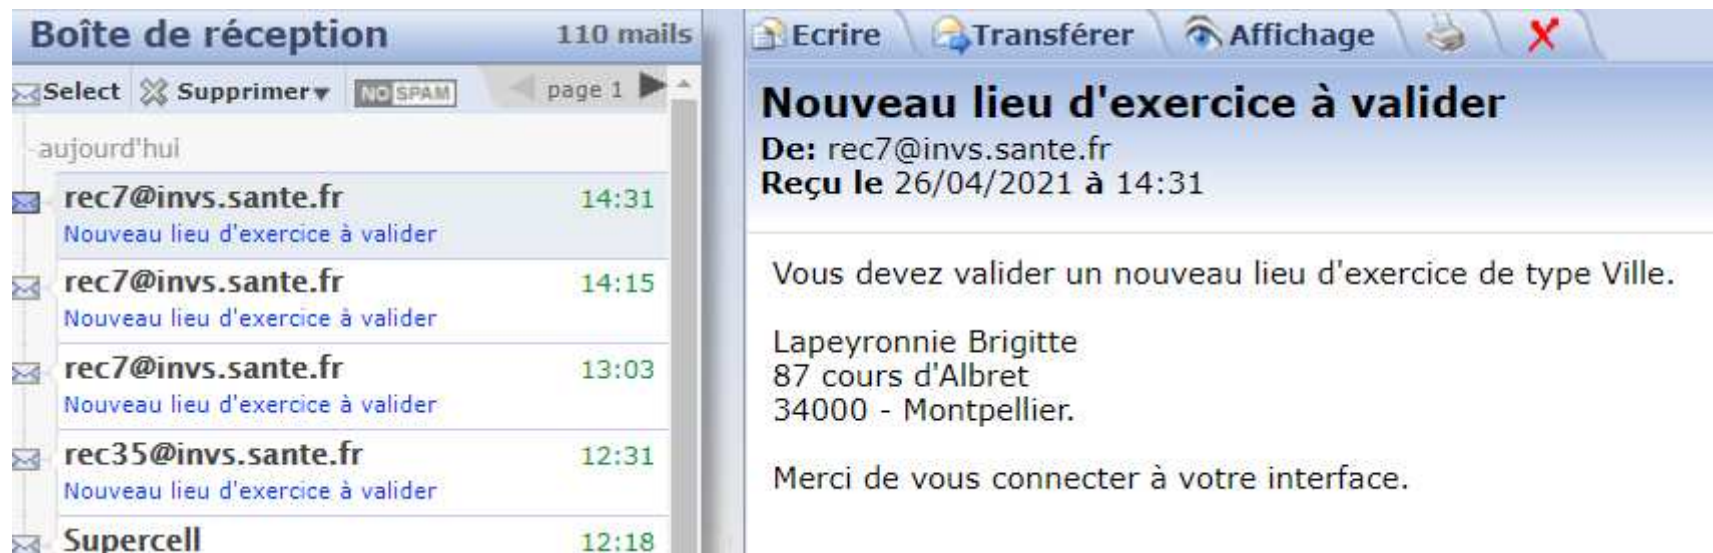 Boîte de réception 110 mails
Select Supprimer NO SPAM page 1
aujourd'hui
rec7@invs.sante.fr 14:31
Nouveau lieu d'exercice à valider
rec7@invs.sante.fr 14:15
Nouveau lieu d'exercice à valider
rec7@invs.sante.fr 13:03
Nouveau lieu d'exercice à valider
rec35@invs.sante.fr 12:31
Nouveau lieu d'exercice à valider
Supercell 12:18
Ecrire Transférer Affichage
Nouveau lieu d'exercice à valider
De: rec7@invs.sante.fr
Reçu le 26/04/2021 à 14:31
Vous devez valider un nouveau lieu d'exercice de type Ville.
Lapeyronnie Brigitte
87 cours d'Albret
34000 - Montpellier.
Merci de vous connecter à votre interface.